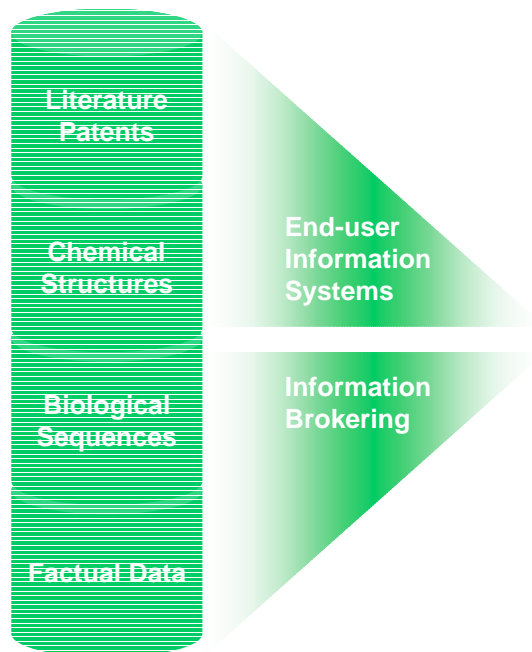 Literature
Patents
Chemical
Structures
Biological
Sequences
Factual Data
End-user
Information
Systems
Information
Brokering